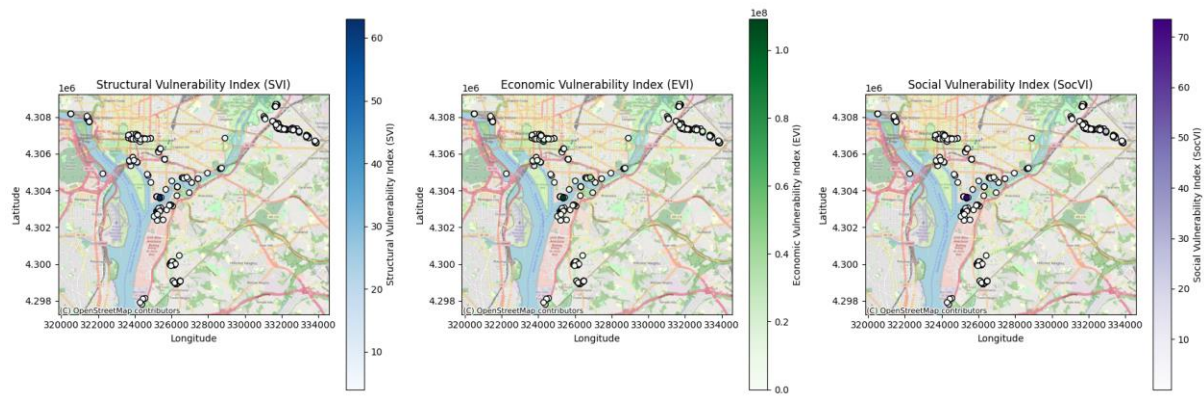 Structural Vulnerability Index (SVI)
1e6
4.308
4.306
4.304
4.302
4.300
4.298
Latitude
(C) OpenStreetMap contributors
320000 322000 324000 326000 328000 330000 332000 334000
Longitude
60
50
40
30
20
10
Structural Vulnerability Index (SVI)
Economic Vulnerability Index (EVI)
1e6
4.308
4.306
4.304
4.302
4.300
4.298
Latitude
(C) OpenStreetMap contributors
320000 322000 324000 326000 328000 330000 332000 334000
Longitude
1e8
1.0
0.8
0.6
0.4
0.2
0.0
Economic Vulnerability Index (EVI)
Social Vulnerability Index (SocVI)
1e6
4.308
4.306
4.304
4.302
4.300
4.298
Latitude
(C) OpenStreetMap contributors
320000 322000 324000 326000 328000 330000 332000 334000
Longitude
70
60
50
40
30
20
10
Social Vulnerability Index (SocVI)